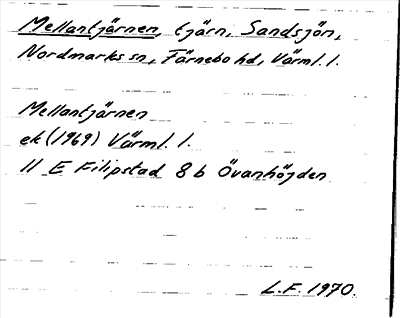 Mellantjärnen, tjärn, Sandsjön,
Nordmarks sn, Färnebo hd, Värml. l.
Mellantjärnen
ek (1969) Värml. l.
11 E Filipstad 8 b Övanhöjden
L.F. 1970.